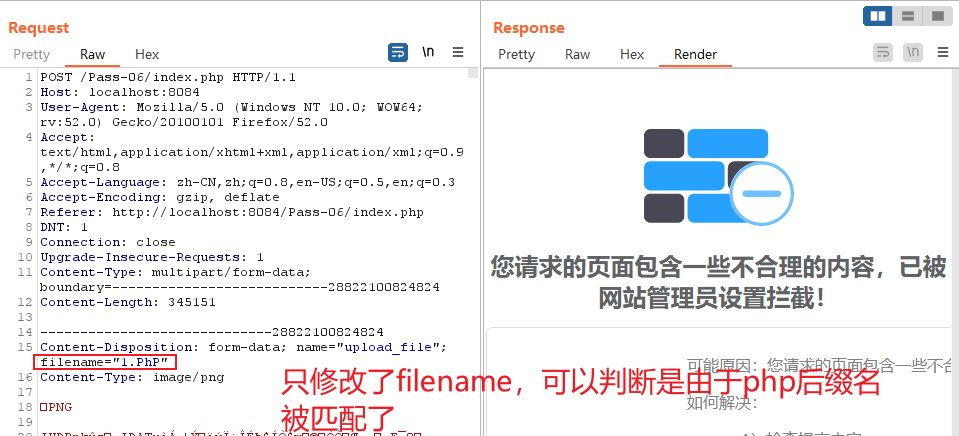 Request
Pretty Raw Hex
\n
1 POST /Pass-06/index.php HTTP/1.1
2 Host: localhost:8084
3 User-Agent: Mozilla/5.0 (Windows NT 10.0; WOW64;
rv:52.0) Gecko/20100101 Firefox/52.0
4 Accept:
text/html,application/xhtml+xml,application/xml;q=0.9
,*/*;q=0.8
5 Accept-Language: zh-CN,zh;q=0.8,en-US;q=0.5,en;q=0.3
6 Accept-Encoding: gzip, deflate
7 Referer: http://localhost:8084/Pass-06/index.php
8 DNT: 1
9 Connection: close
10 Upgrade-Insecure-Requests: 1
11 Content-Type: multipart/form-data;
boundary=---------------------------28822100824824
12 Content-Length: 345151
13
14 -----------------------------28822100824824
15 Content-Disposition: form-data; name="upload_file";
filename="1.PhP"
16 Content-Type: image/png
17
18 PNG
19
只修改了filename，可以判断是由于php后缀名
被匹配了
Response
Pretty Raw Hex Render
\n
您请求的页面包含一些不合理的内容，已被
网站管理员设置拦截！
可能原因：您请求的页面包含一些不合
如何解决：